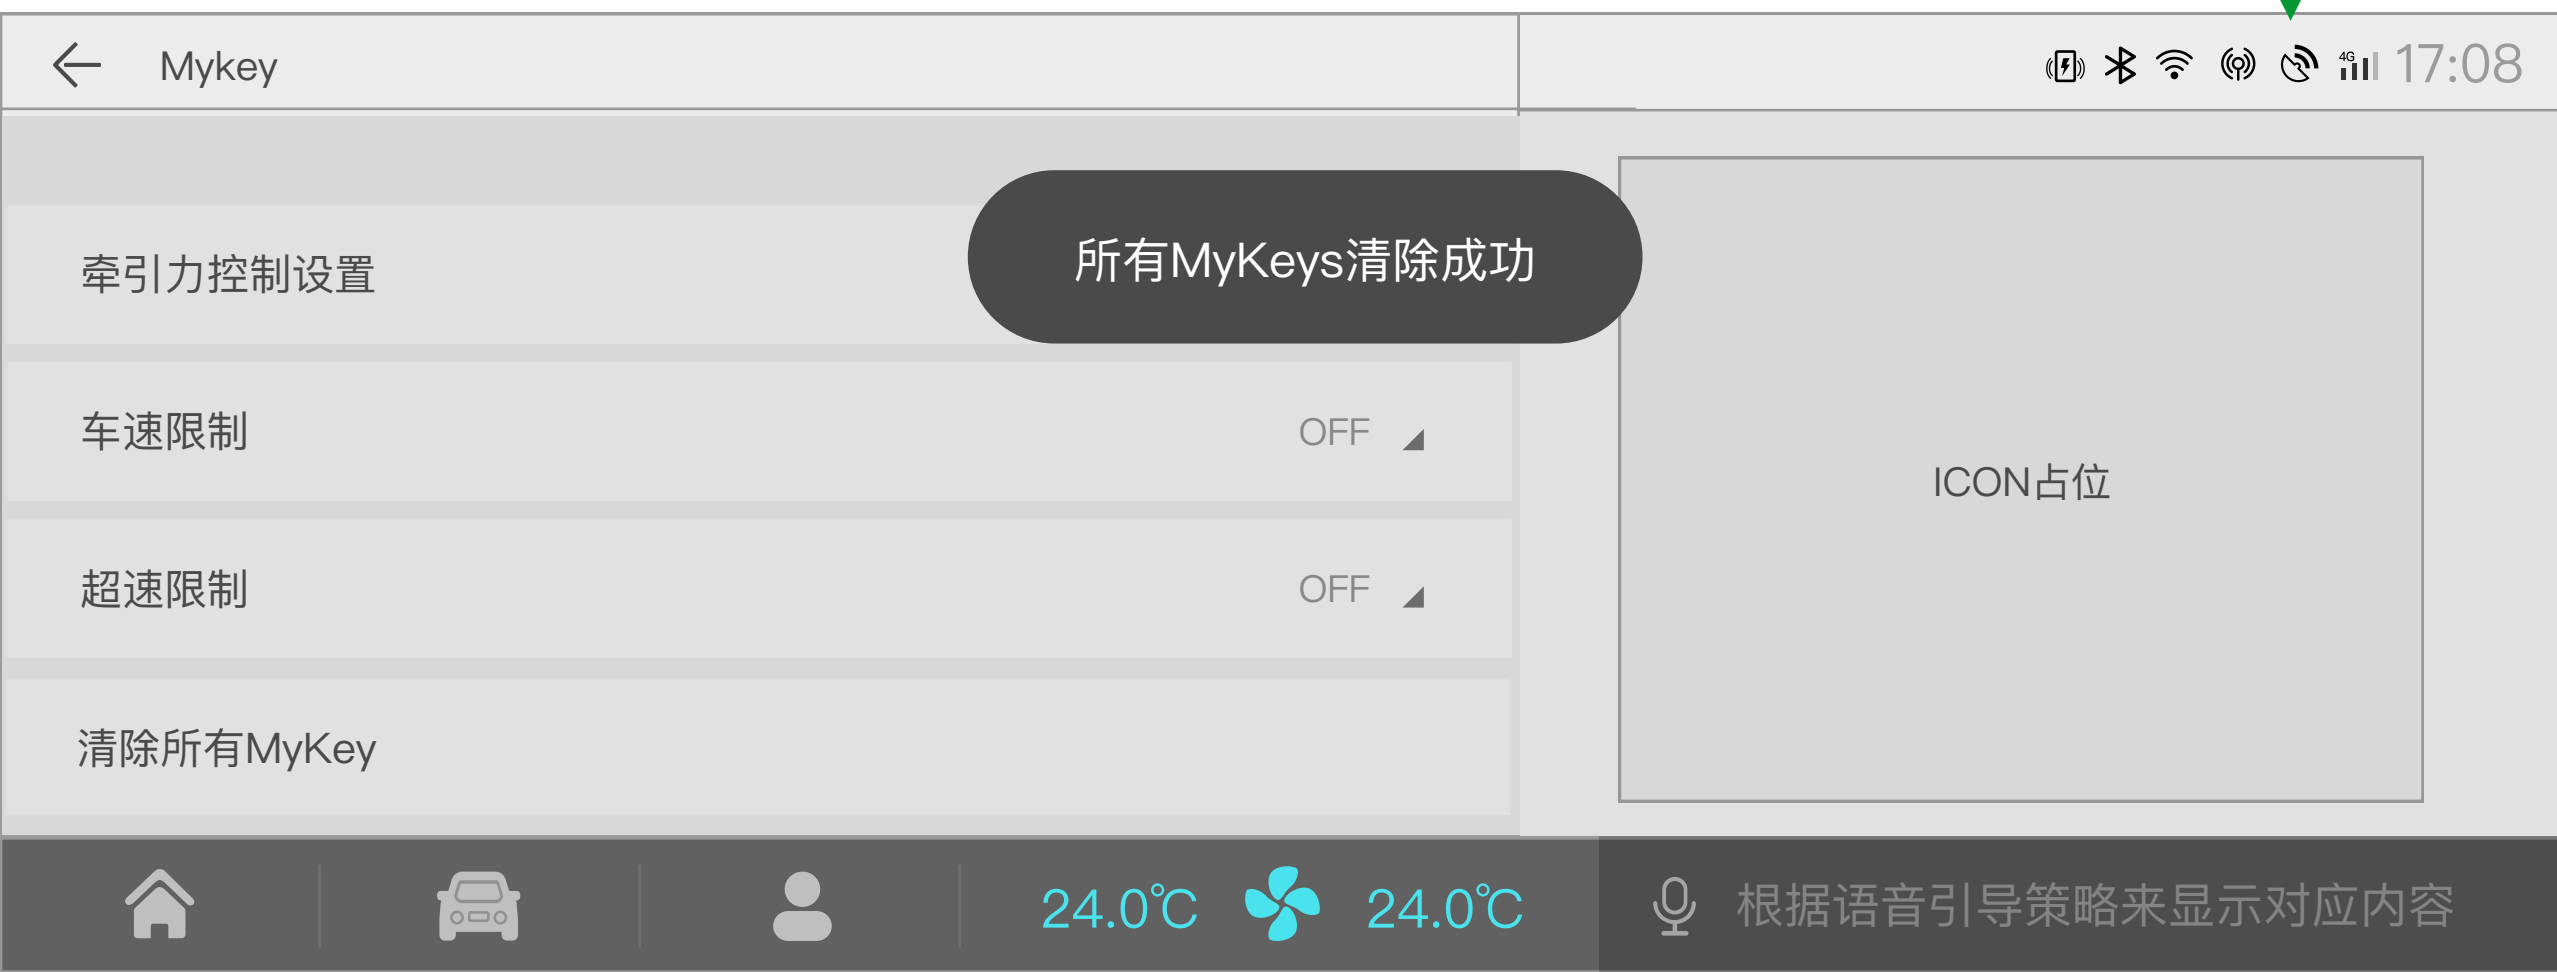 Mykey
4G 17:08
所有MyKeys清除成功
牵引力控制设置
车速限制 OFF
超速限制 OFF
清除所有MyKey
ICON占位
24.0℃ 24.0℃
根据语音引导策略来显示对应内容